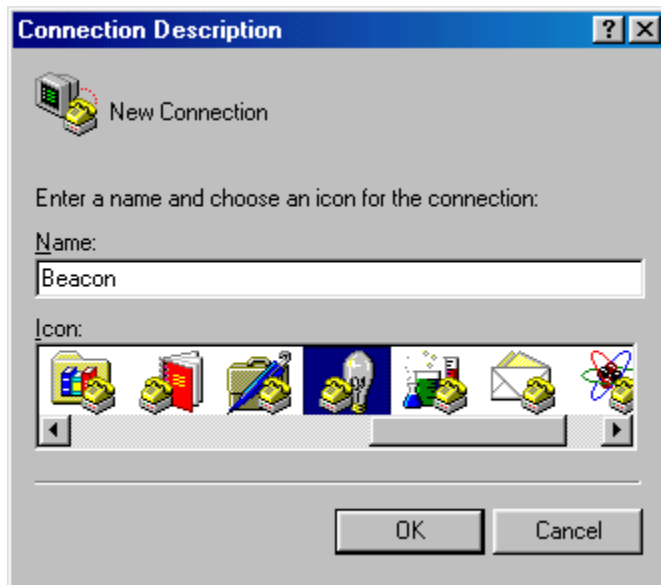 Connection Description
New Connection
Enter a name and choose an icon for the connection:
Name:
Beacon
Icon:
OK Cancel